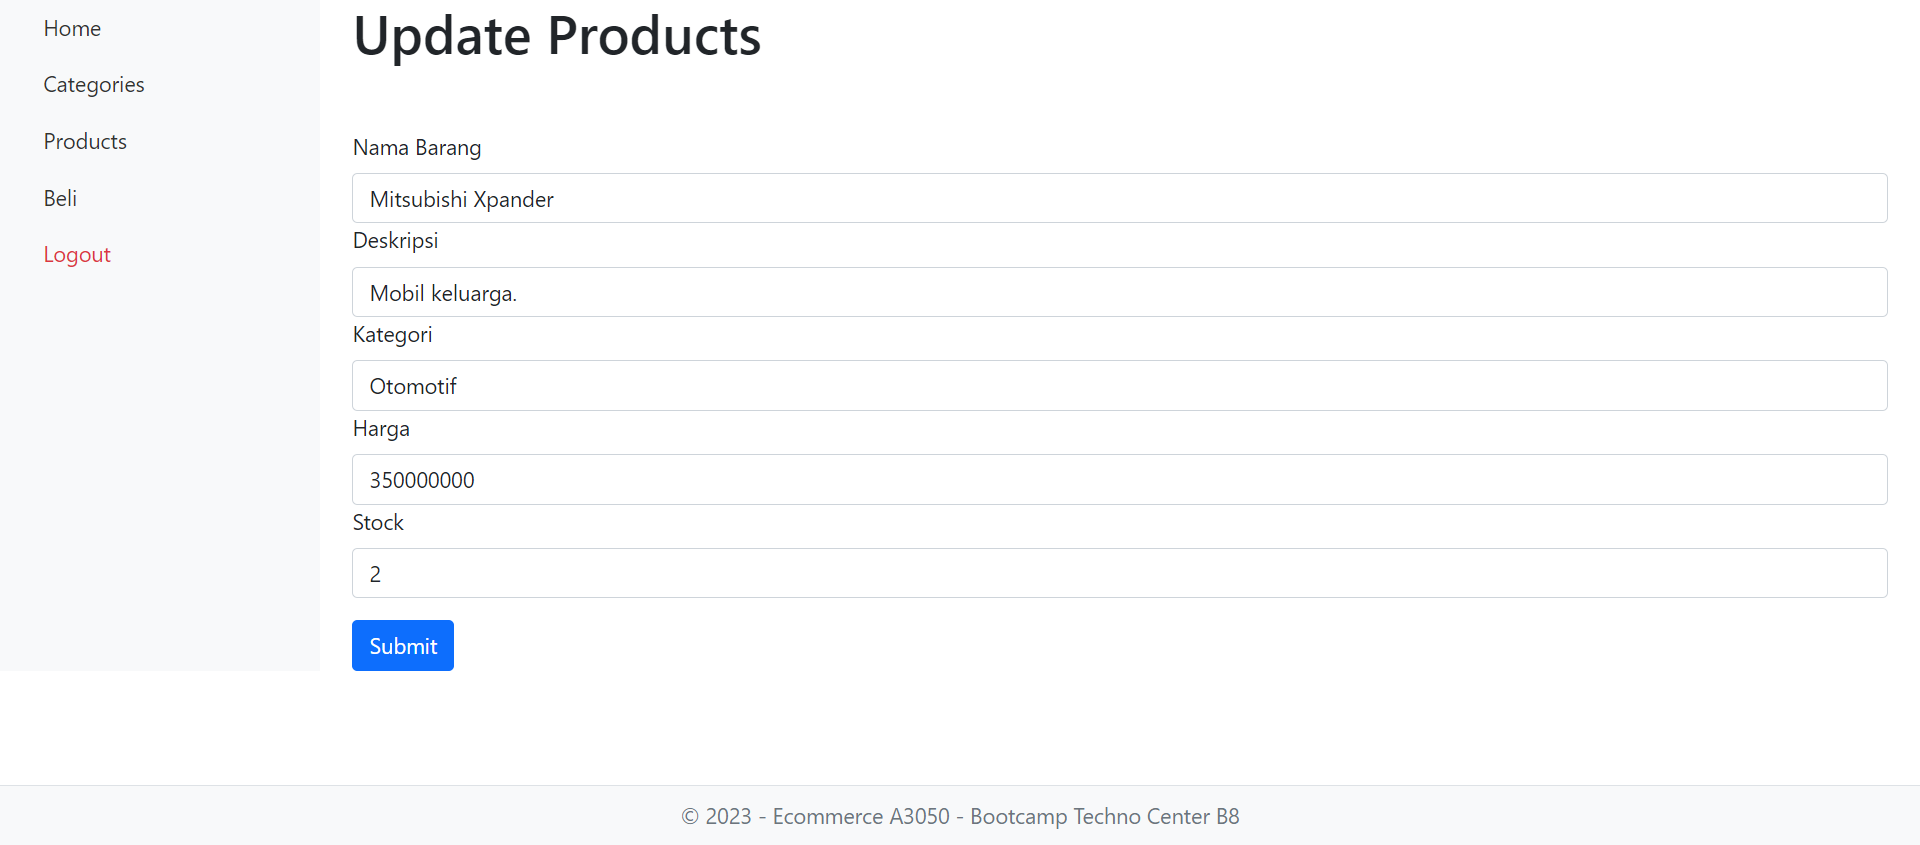 Home
Categories
Products
Beli
Logout
Update Products
Nama Barang
Mitsubishi Xpander
Deskripsi
Mobil keluarga.
Kategori
Otomotif
Harga
350000000
Stock
2
Submit
© 2023 - Ecommerce A3050 - Bootcamp Techno Center B8